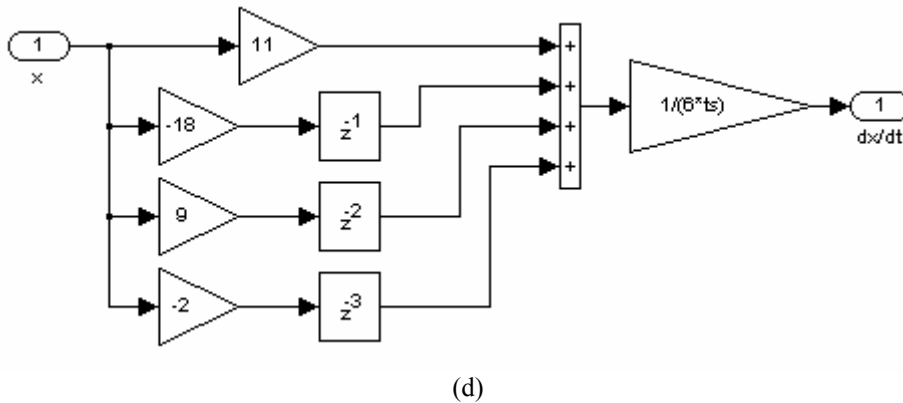 1
x
11
+
+
+
+
-18
z-1
9
z-2
-2
z-3
1/(6*ts)
1
dx/dt
(d)